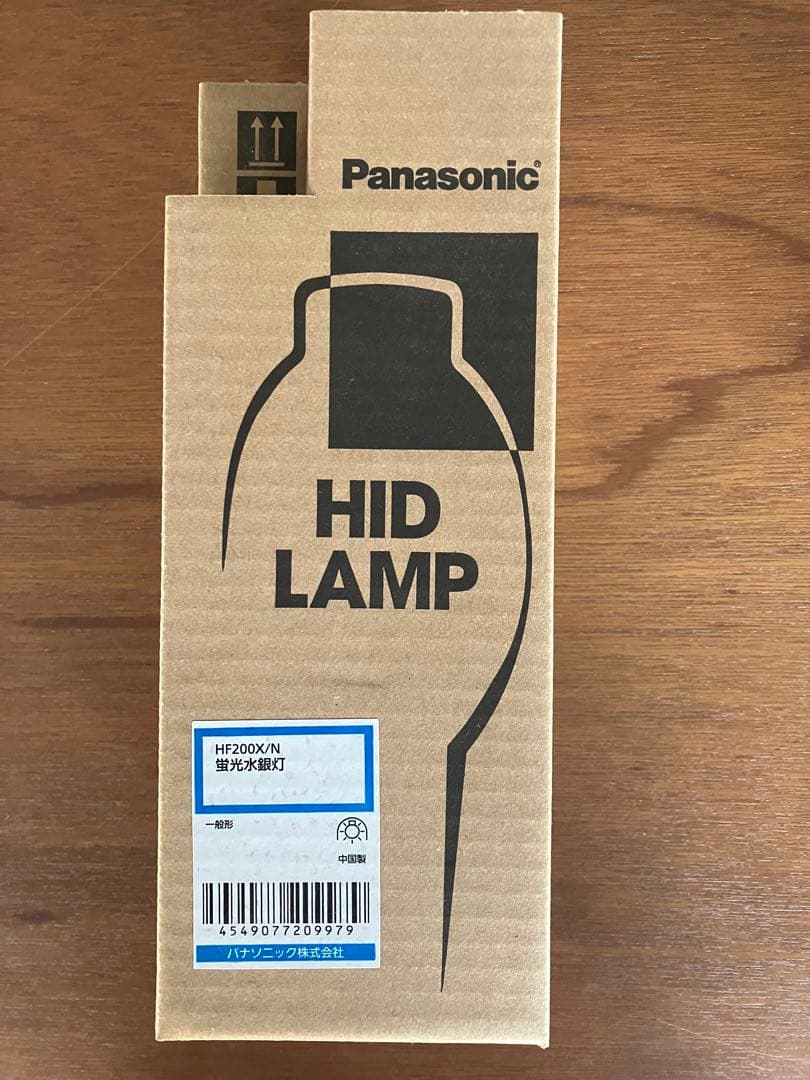 Panasonic®
HID
LAMP
HF200X/N
蛍光水銀灯
一般形
中国製
4549077209979
パナソニック株式会社